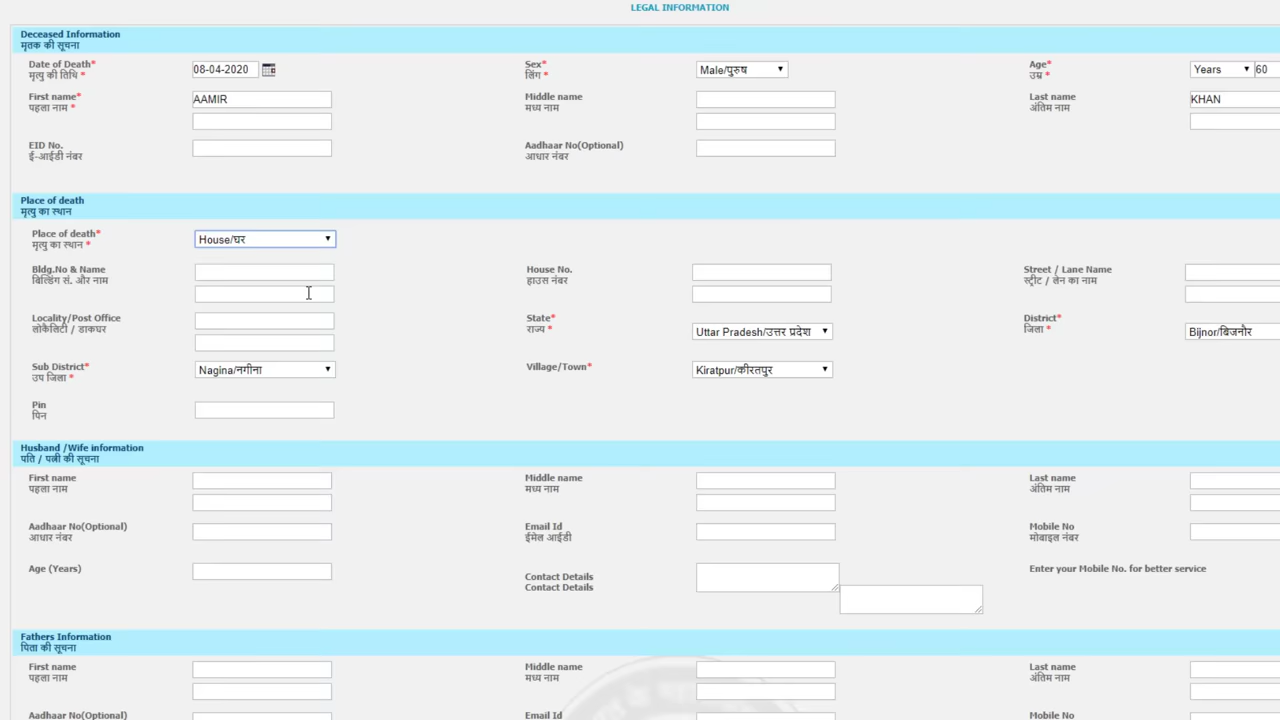 LEGAL INFORMATION
Deceased Information
मृतक की सूचना
Date of Death* 08-04-2020 Sex* Male/पुरुष Age* Years 60
मृत्यु की तिथि * लिंग * उम्र *
First name* AAMIR Middle name Last name KHAN
पहला नाम * मध्य नाम अंतिम नाम
EID No. Aadhaar No(Optional)
ई-आईडी नंबर आधार नंबर
Place of death
मृत्यु का स्थान
Place of death* House/घर
मृत्यु का स्थान *
Bldg.No & Name House No. Street / Lane Name
बिल्डिंग सं. और नाम हाउस नंबर स्ट्रीट / लेन का नाम
Locality/Post Office State* Uttar Pradesh/उत्तर प्रदेश District* Bijnor/बिजनौर
लोकैलिटी / डाकघर राज्य * जिला *
Sub District* Nagina/नगीना Village/Town* Kiratpur/कीरतपुर
उप जिला *
Pin
पिन
Husband /Wife information
पति / पत्नी की सूचना
First name Middle name Last name
पहला नाम मध्य नाम अंतिम नाम
Aadhaar No(Optional) Email Id Mobile No
आधार नंबर ईमेल आईडी मोबाइल नंबर
Age (Years) Contact Details Enter your Mobile No. for better service
Contact Details
Fathers Information
पिता की सूचना
First name Middle name Last name
पहला नाम मध्य नाम अंतिम नाम
Aadhaar No(Optional) Email Id Mobile No